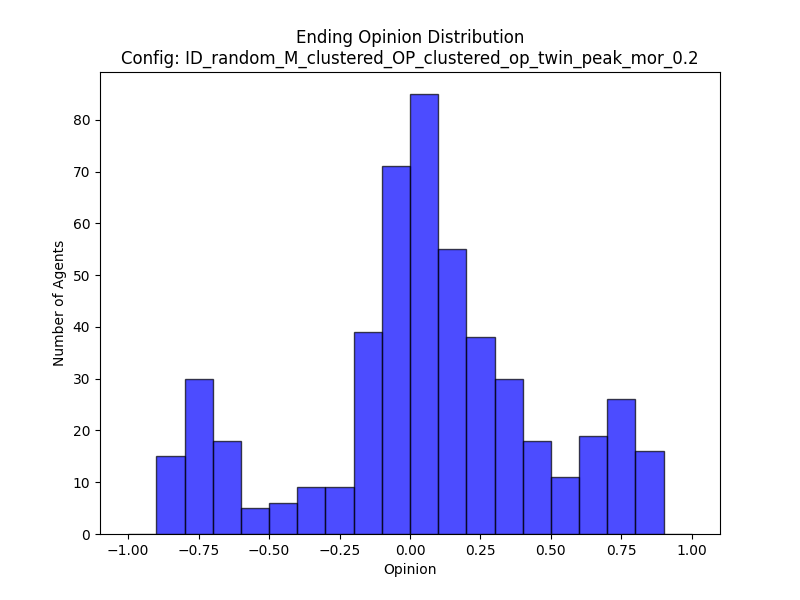 Ending Opinion Distribution
Config: ID_random_M_clustered_OP_clustered_op_twin_peak_mor_0.2
80
70
60
50
40
30
20
10
0
Number of Agents
−1.00 −0.75 −0.50 −0.25 0.00 0.25 0.50 0.75 1.00
Opinion